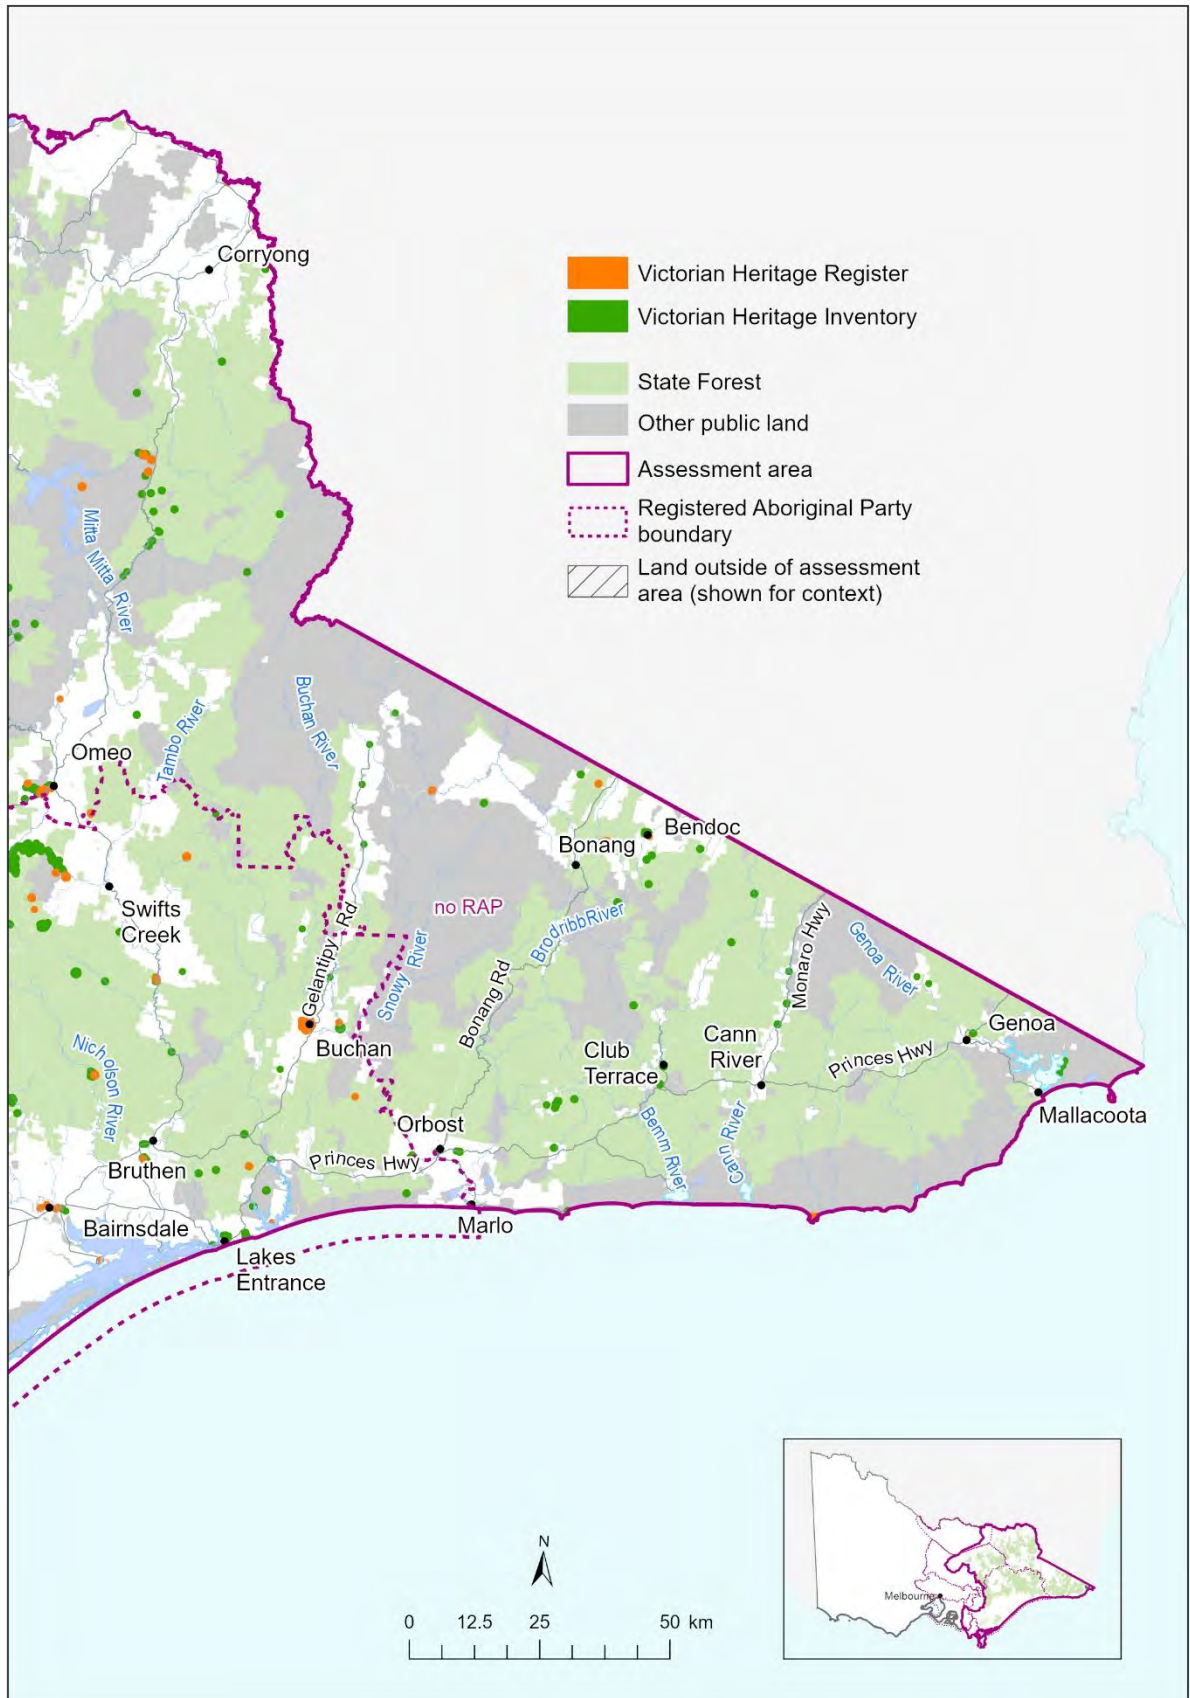 Corryong
Victorian Heritage Register
Victorian Heritage Inventory
State Forest
Other public land
Assessment area
Registered Aboriginal Party
boundary
Land outside of assessment
area (shown for context)
Mitta Mitta River
Buchan River
Tambo River
Omeo
Bendoc
Bonang
Swifts
Creek
no RAP
BrodribbRiver
Gelantipy Rd
Snowy River
Monaro Hwy
Genoa River
Bonang Rd
Buchan
Genoa
Cann
River
Club
Terrace
Princes Hwy
Nicholson River
Mallacoota
Orbost
Bemm River
Cann River
Bruthen
Princes Hwy
Bairnsdale
Marlo
Lakes
Entrance
N
0 12.5 25 50 km
Melbourne